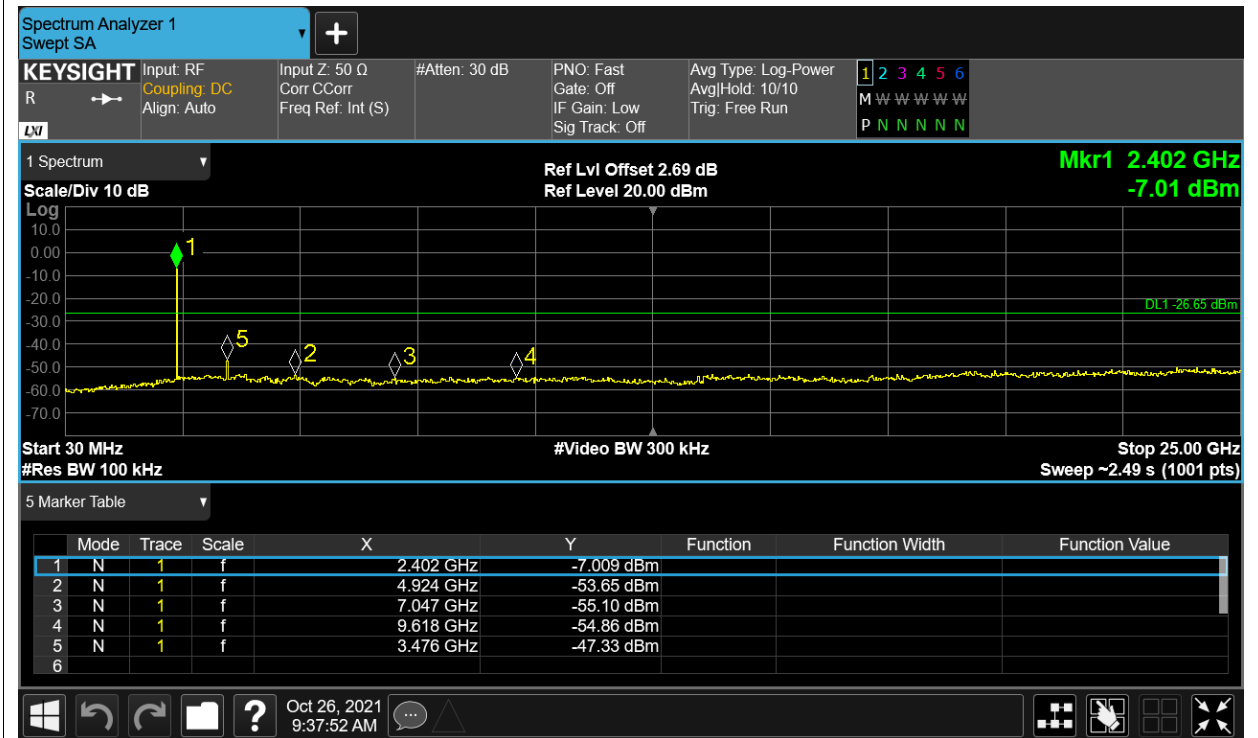 Spectrum Analyzer 1
Swept SA
+
KEYSIGHT Input: RF Input Z: 50 Ω #Atten: 30 dB PNO: Fast Avg Type: Log-Power 1 2 3 4 5 6
R Coupling: DC Corr CCorr Gate: Off Avg|Hold: 10/10 M W W W W W
Align: Auto Freq Ref: Int (S) IF Gain: Low Trig: Free Run
LXI Sig Track: Off P N N N N N N
1 Spectrum Ref Lvl Offset 2.69 dB Mkr1 2.402 GHz
Scale/Div 10 dB Ref Level 20.00 dBm -7.01 dBm
Log
10.0
0.00 1
-10.0
-20.0 DL1 -26.65 dBm
-30.0
-40.0 5
-50.0 2 3 4
-60.0
-70.0
Start 30 MHz #Video BW 300 kHz Stop 25.00 GHz
#Res BW 100 kHz Sweep ~2.49 s (1001 pts)
5 Marker Table
Mode Trace Scale X Y Function Function Width Function Value
1 N 1 f 2.402 GHz -7.009 dBm
2 N 1 f 4.924 GHz -53.65 dBm
3 N 1 f 7.047 GHz -55.10 dBm
4 N 1 f 9.618 GHz -54.86 dBm
5 N 1 f 3.476 GHz -47.33 dBm
6
? Oct 26, 2021
9:37:52 AM